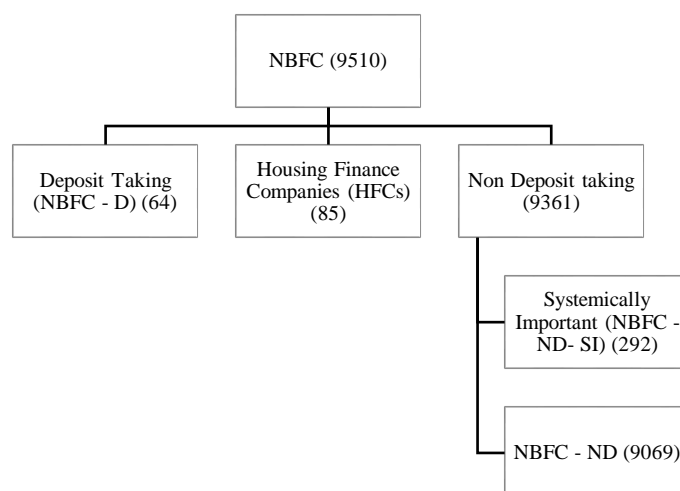 NBFC (9510)
Deposit Taking
(NBFC - D) (64)
Housing Finance
Companies (HFCs)
(85)
Non Deposit taking
(9361)
Systemically
Important (NBFC -
ND- SI) (292)
NBFC - ND (9069)